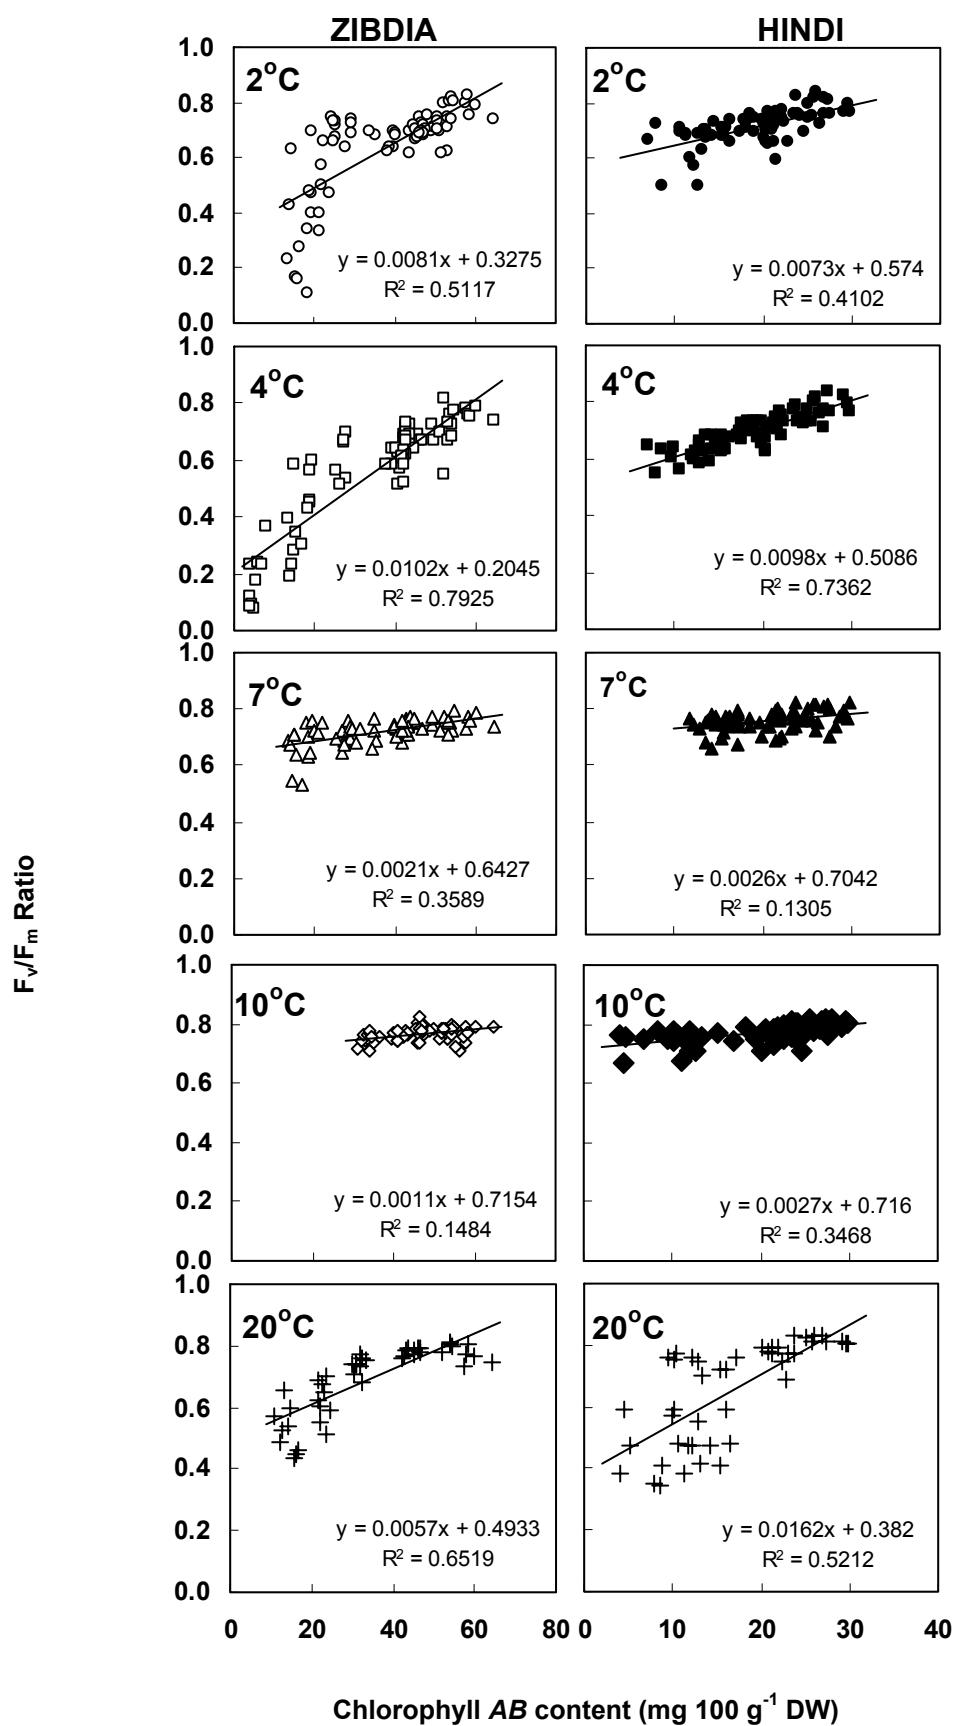 ZIBDIA HINDI
1.0
0.8
0.6
0.4
0.2
0.0
2°C
y = 0.0081x + 0.3275
R² = 0.5117
2°C
y = 0.0073x + 0.574
R² = 0.4102
1.0
0.8
0.6
0.4
0.2
0.0
4°C
y = 0.0102x + 0.2045
R² = 0.7925
4°C
y = 0.0098x + 0.5086
R² = 0.7362
1.0
0.8
0.6
0.4
0.2
0.0
7°C
y = 0.0021x + 0.6427
R² = 0.3589
7°C
y = 0.0026x + 0.7042
R² = 0.1305
Fv/Fm Ratio
1.0
0.8
0.6
0.4
0.2
0.0
10°C
y = 0.0011x + 0.7154
R² = 0.1484
10°C
y = 0.0027x + 0.716
R² = 0.3468
1.0
0.8
0.6
0.4
0.2
0.0
20°C
y = 0.0057x + 0.4933
R² = 0.6519
20°C
y = 0.0162x + 0.382
R² = 0.5212
0 20 40 60 80 0 10 20 30 40
Chlorophyll AB content (mg 100 g⁻¹ DW)